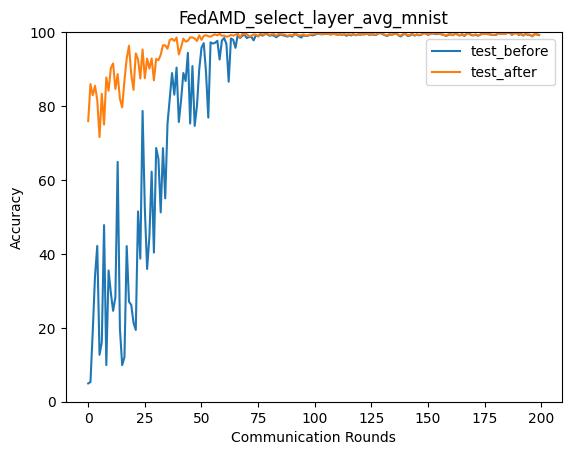 FedAMD_select_layer_avg_mnist
100
80
60
40
20
0
Accuracy
test_before
test_after
0 25 50 75 100 125 150 175 200
Communication Rounds